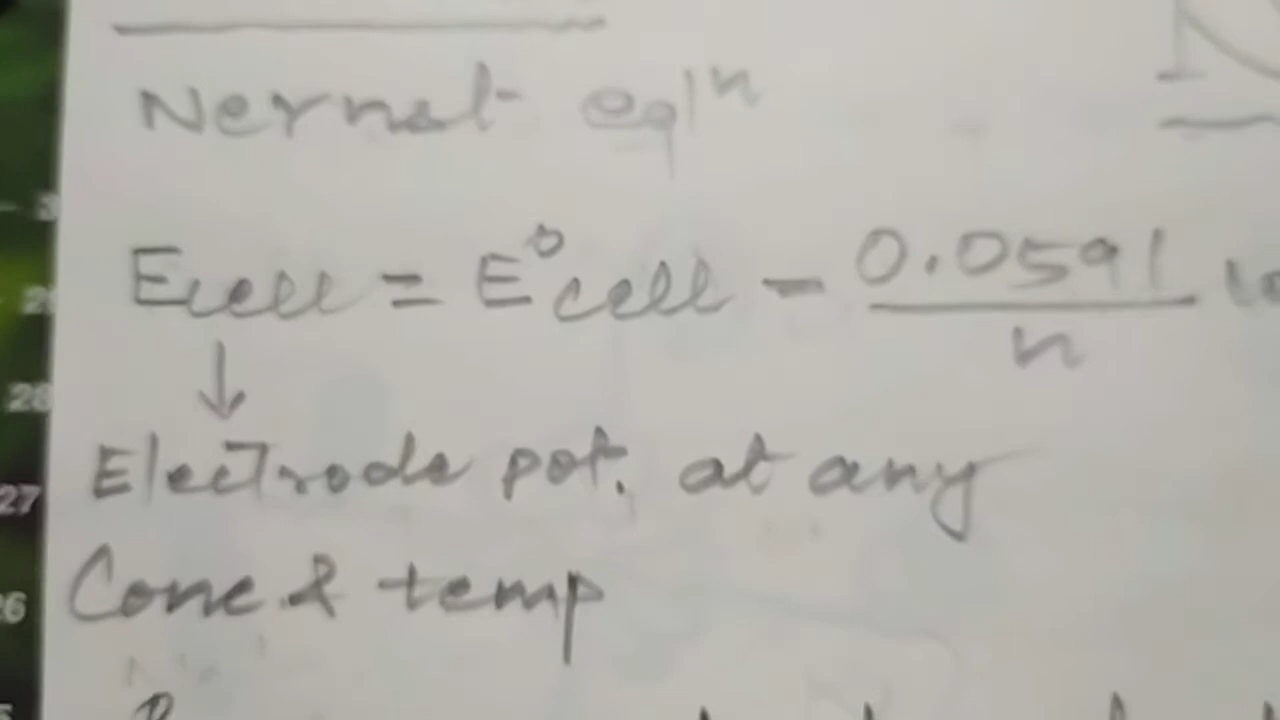 Nernst eqⁿ
Ecell = E°cell - 0.0591 / n
↓
Electrode pot. at any
Conc & temp